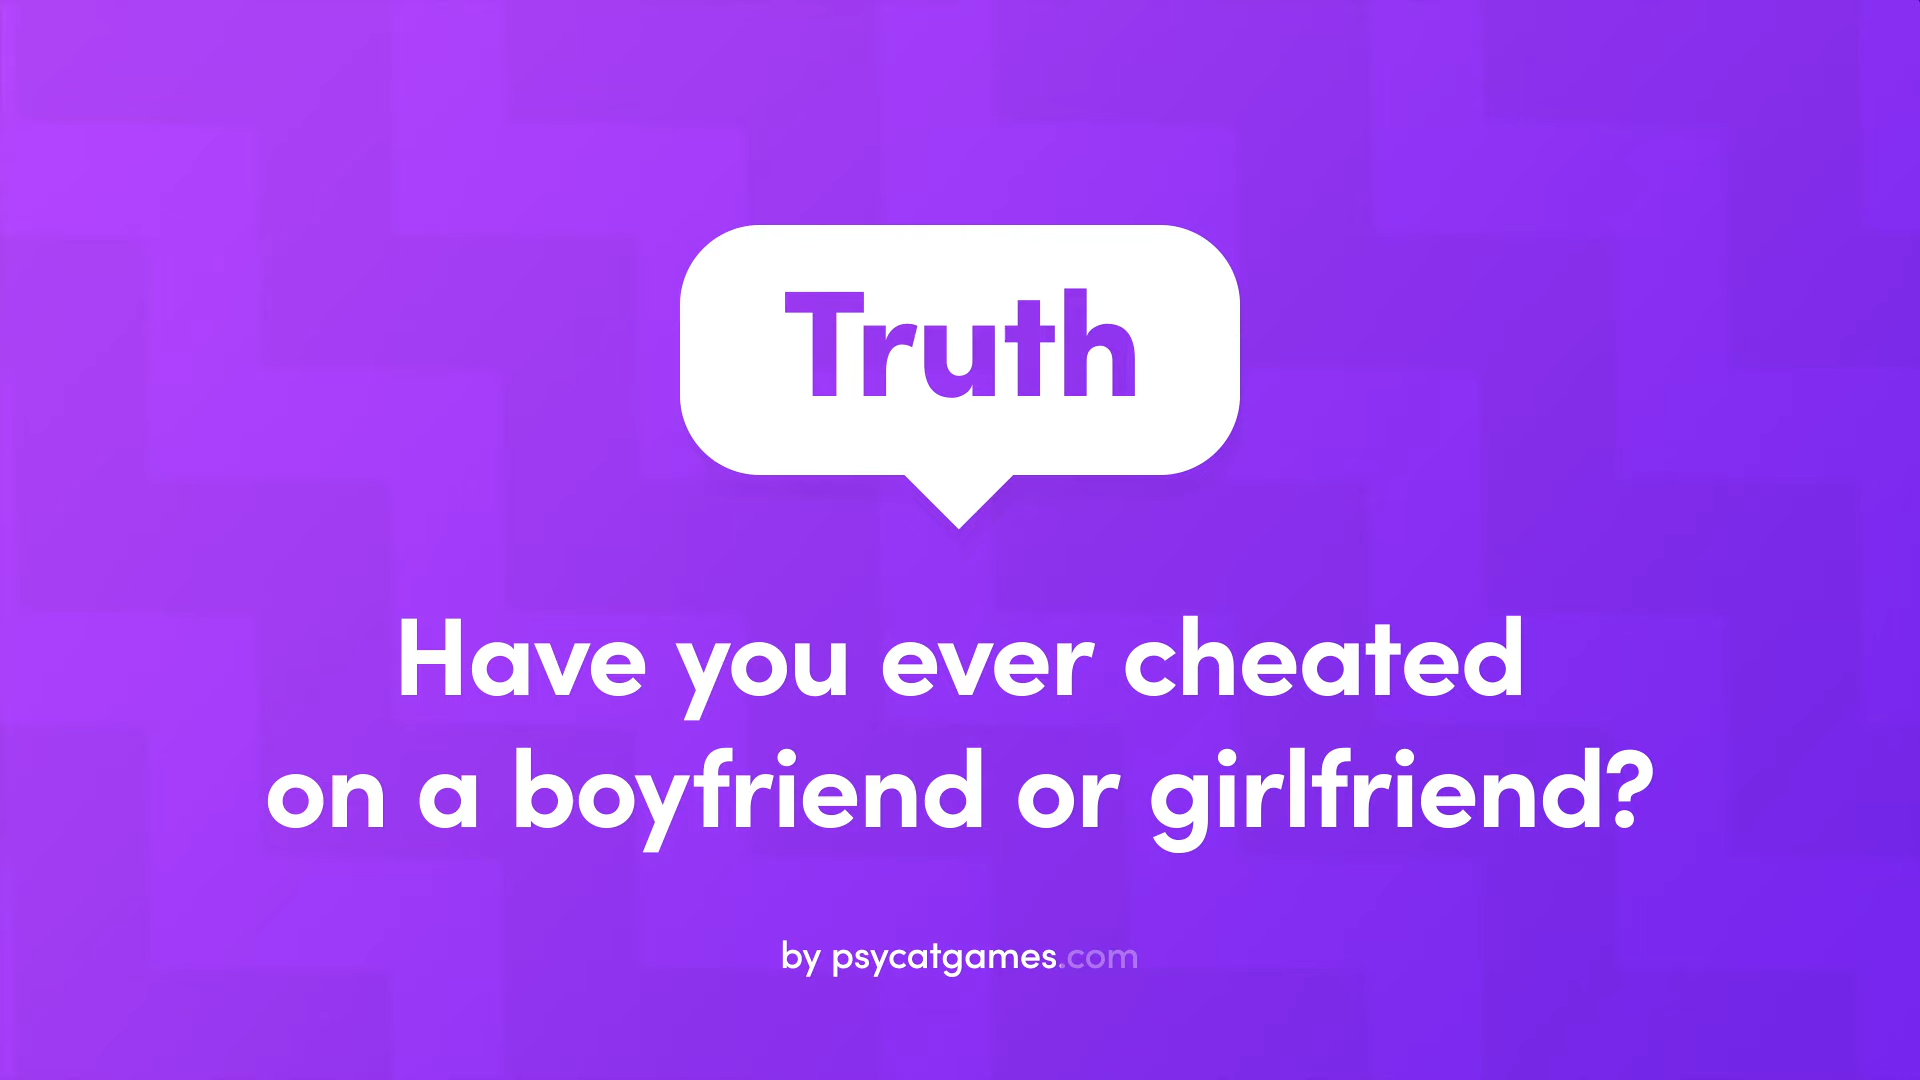 Truth
Have you ever cheated
on a boyfriend or girlfriend?
by psycatgames.com